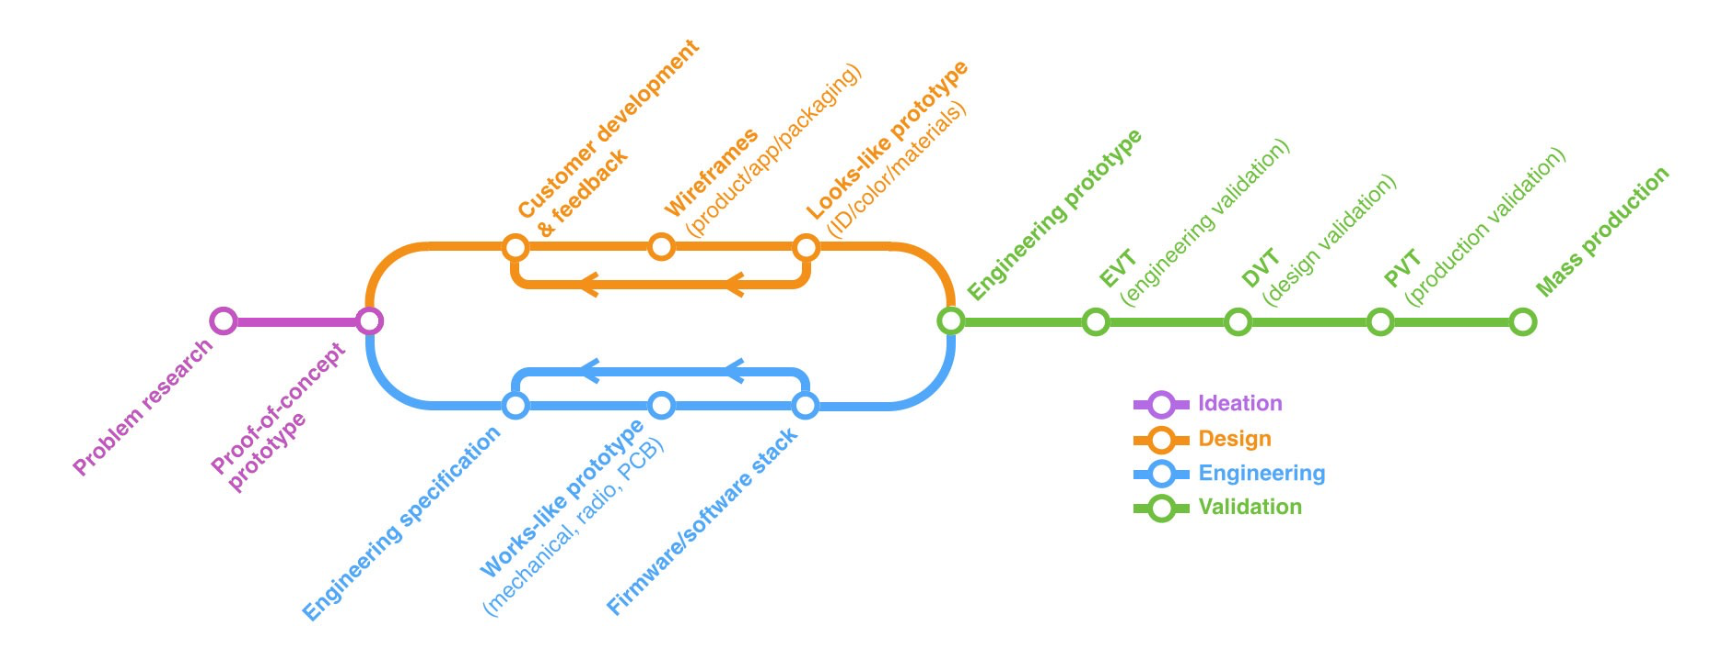 Problem research
Proof-of-concept
prototype
Customer development
& feedback
Wireframes
(product/app/packaging)
Looks-like prototype
(ID/color/materials)
Engineering specification
Works-like prototype
(mechanical, radio, PCB)
Firmware/software stack
Engineering prototype
EVT
(engineering validation)
DVT
(design validation)
PVT
(production validation)
Mass production
Ideation
Design
Engineering
Validation